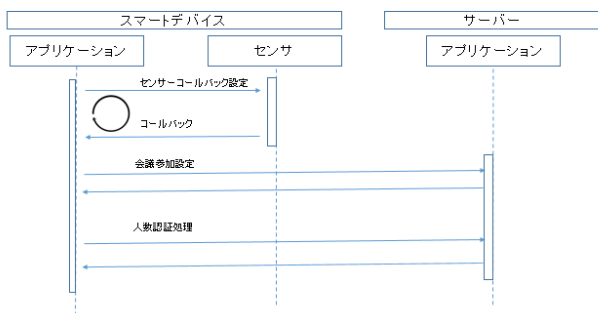 スマートデバイス
サーバー
アプリケーション
センサ
アプリケーション
センサーコールバック設定
コールバック
会議参加設定
人数認証処理